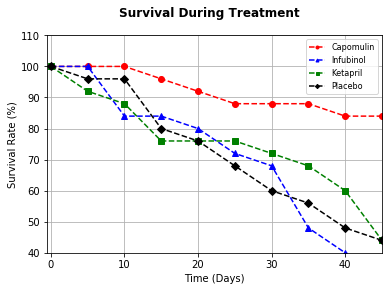 Survival During Treatment
110
100
90
80
70
60
50
40
Survival Rate (%)
Capomulin
Infubinol
Ketapril
Placebo
0
10
20
30
40
Time (Days)